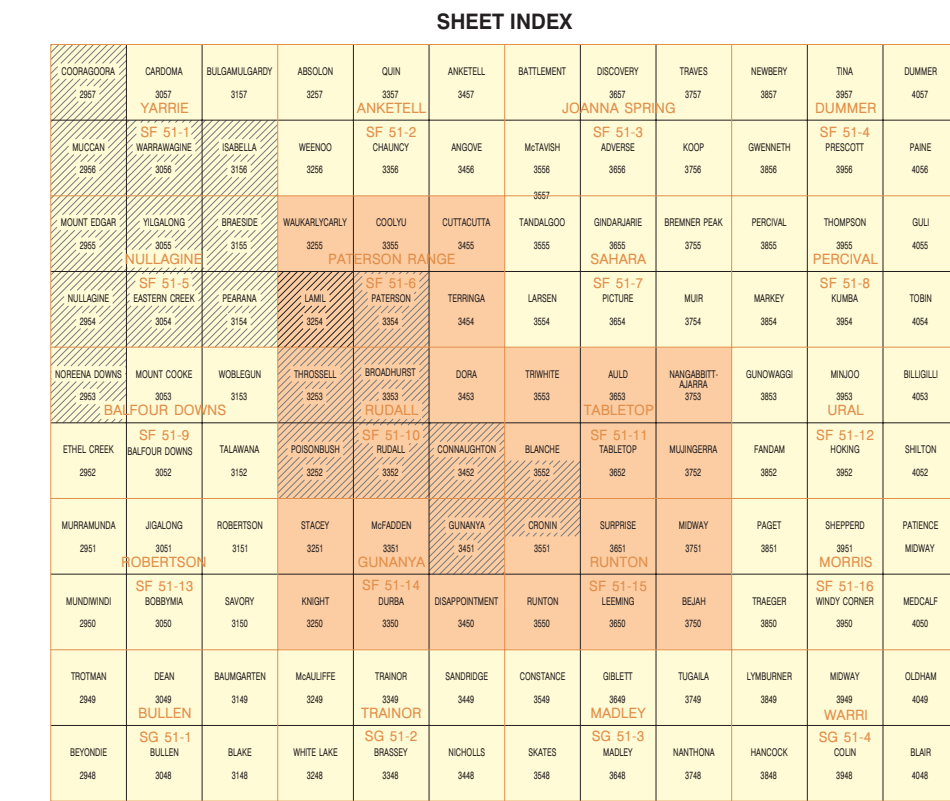 SHEET INDEX
COORAGOORA CARDOMA BULGAMULGARDY ABSOLON QUIN ANKETELL BATTLEMENT DISCOVERY TRAVES NEWBERY TINA DUMMER
2957 3057 3157 3257 3357 3457 3657 3757 3857 3957 4057
YARRIE ANKETELL JOANNA SPRING DUMMER
SF 51-1 SF 51-2 SF 51-3 SF 51-4
MUCCAN WARRAWAGINE ISABELLA WEENOO CHAUNCY ANGOVE McTAVISH ADVERSE KOOP GWENNETH PRESCOTT PAINE
2956 3056 3156 3256 3356 3456 3556 3656 3756 3856 3956 4056
3557
MOUNT EDGAR YILGALONG BRAESIDE WAUKARLYCARLY COOLYU CUTTACUTTA TANDALGOO GINDARJARIE BREMNER PEAK PERCIVAL THOMPSON GULI
2955 3055 3155 3255 3355 3455 3555 3655 3755 3855 3955 4055
NULLAGINE PATERSON RANGE SAHARA PERCIVAL
SF 51-5 SF 51-6 SF 51-7 SF 51-8
NULLAGINE EASTERN CREEK PEARANA LAMIL PATERSON TERRINGA LARSEN PICTURE MUIR MARKEY KUMBA TOBIN
2954 3054 3154 3254 3354 3454 3554 3654 3754 3854 3954 4054
NOREENA DOWNS MOUNT COOKE WOBLEGUN THROSSELL BROADHURST DORA TRIWHITE AULD NANGABBITT-AJARRA GUNOWAGGI MINJOO BILLIGILLI
2953 3053 3153 3253 3353 3453 3553 3653 3753 3853 3953 4053
BALFOUR DOWNS RUDALL TABLETOP URAL
SF 51-9 SF 51-10 SF 51-11 SF 51-12
ETHEL CREEK BALFOUR DOWNS TALAWANA POISONBUSH RUDALL CONNAUGHTON BLANCHE TABLETOP MUJINGERRA FANDAM HOKING SHILTON
2952 3052 3152 3252 3352 3452 3552 3652 3752 3852 3952 4052
MURRAMUNDA JIGALONG ROBERTSON STACEY McFADDEN GUNANYA CRONIN SURPRISE MIDWAY PAGET SHEPPERD PATIENCE
2951 3051 3151 3251 3351 3451 3551 3651 3751 3851 3951 MIDWAY
ROBERTSON GUNANYA RUNTON MORRIS
SF 51-13 SF 51-14 SF 51-15 SF 51-16
MUNDIWINDI BOBBYMIA SAVORY KNIGHT DURBA DISAPPOINTMENT RUNTON LEEMING BEJAH TRAEGER WINDY CORNER MEDCALF
2950 3050 3150 3250 3350 3450 3550 3650 3750 3850 3950 4050
TROTMAN DEAN BAUMGARTEN McAULIFFE TRAINOR SANDRIDGE CONSTANCE GIBLETT TUGAILA LYMBURNER MIDWAY OLDHAM
2949 3049 3149 3249 3349 3449 3549 3649 3749 3849 3949 4049
BULLEN TRAINOR MADLEY WARRI
SG 51-1 SG 51-2 SG 51-3 SG 51-4
BEYONDIE BULLEN BLAKE WHITE LAKE BRASSEY NICHOLLS SKATES MADLEY NANTHONA HANCOCK COLIN BLAIR
2948 3048 3148 3248 3348 3448 3548 3648 3748 3848 3948 4048